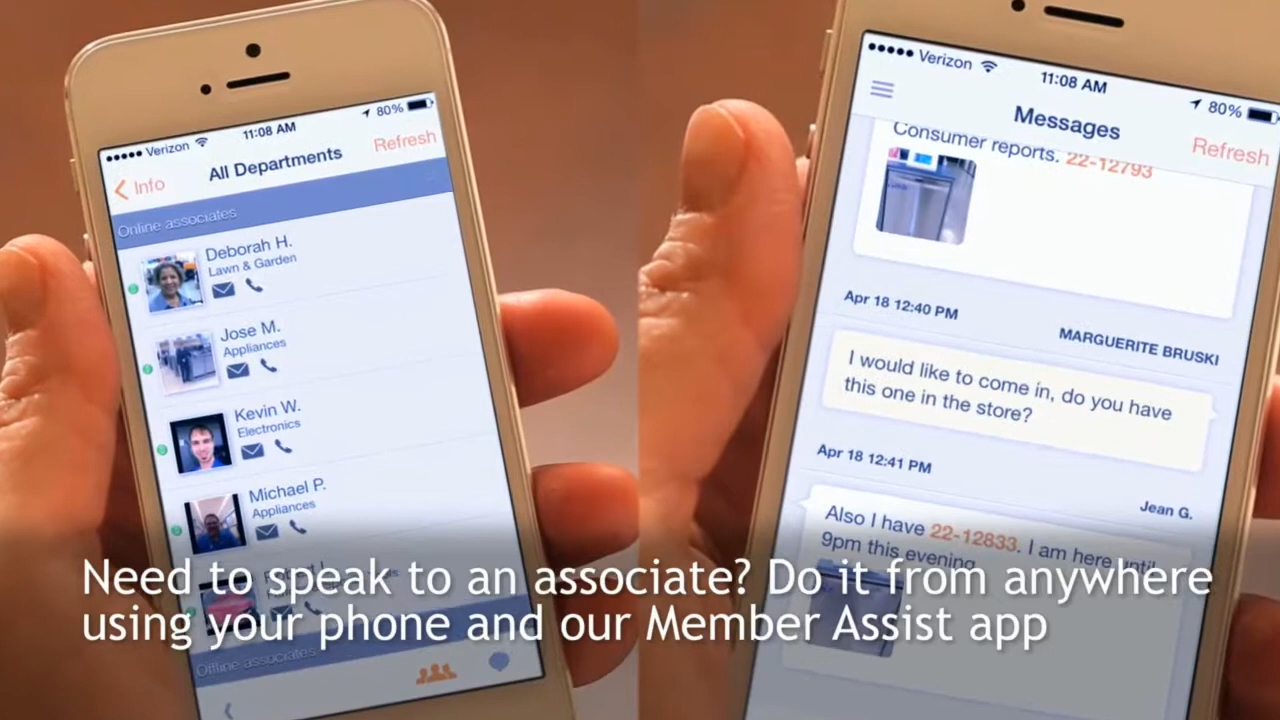 Verizon
11:08 AM
80%
Info
All Departments
Refresh
Online associates
Deborah H.
Lawn & Garden
Jose M.
Appliances
Kevin W.
Electronics
Michael P.
Appliances
Offline associates
Verizon
11:08 AM
80%
Messages
Refresh
Consumer reports. 22-12793
Apr 18 12:40 PM
MARGUERITE BRUSKI
I would like to come in, do you have
this one in the store?
Apr 18 12:41 PM
Jean G.
Also I have 22-12833. I am here until
9pm this evening
Need to speak to an associate? Do it from anywhere
using your phone and our Member Assist app